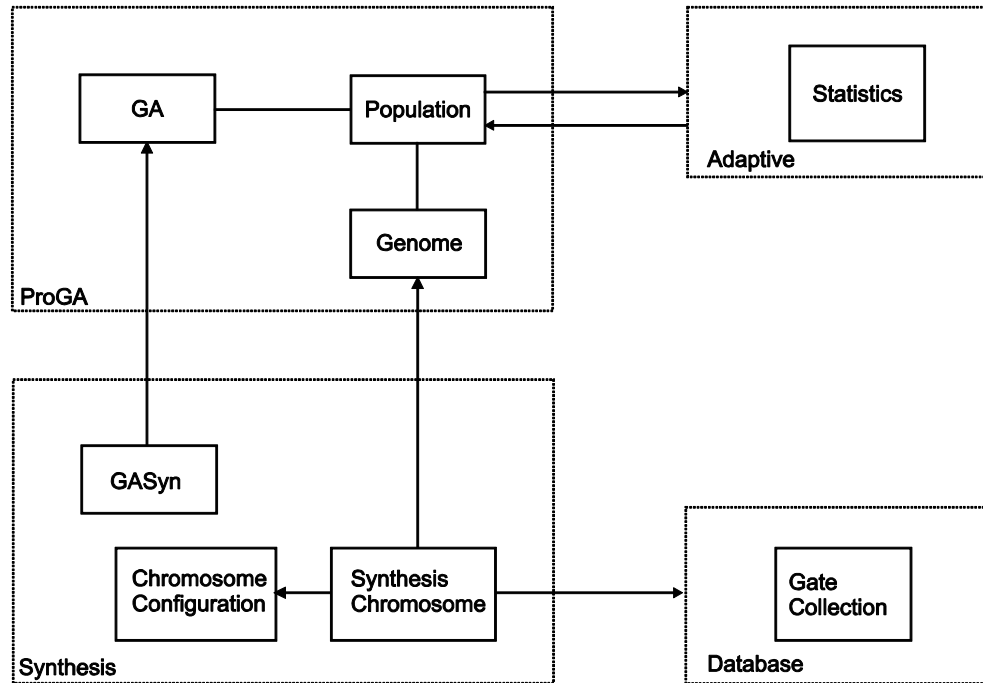 GA
Population
Statistics
Adaptive
Genome
ProGA
GASyn
Chromosome
Configuration
Synthesis
Chromosome
Gate
Collection
Synthesis
Database